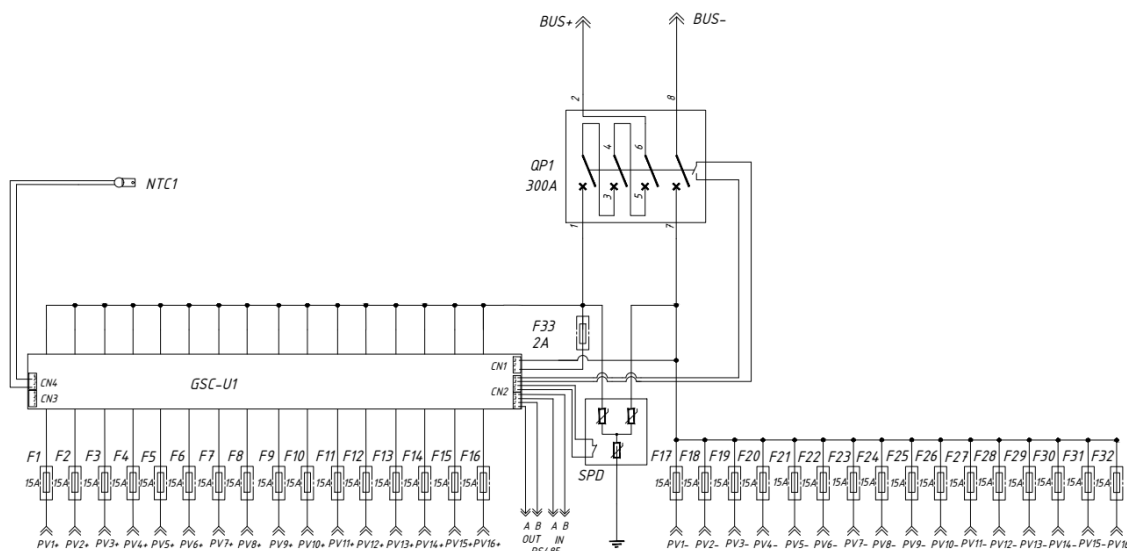 BUS+ BUS-
2 8
4 6
QP1
300A
3 5
1 7
NTC1
F33
2A
CN4
CN3
GSC-U1
CN1
CN2
F1 F2 F3 F4 F5 F6 F7 F8 F9 F10 F11 F12 F13 F14 F15 F16
15A 15A 15A 15A 15A 15A 15A 15A 15A 15A 15A 15A 15A 15A 15A 15A
PV1+ PV2+ PV3+ PV4+ PV5+ PV6+ PV7+ PV8+ PV9+ PV10+ PV11+ PV12+ PV13+ PV14+ PV15+ PV16+
A B A B
OUT IN
RS485
SPD
F17 F18 F19 F20 F21 F22 F23 F24 F25 F26 F27 F28 F29 F30 F31 F32
15A 15A 15A 15A 15A 15A 15A 15A 15A 15A 15A 15A 15A 15A 15A 15A
PV1- PV2- PV3- PV4- PV5- PV6- PV7- PV8- PV9- PV10- PV11- PV12- PV13- PV14- PV15- PV16